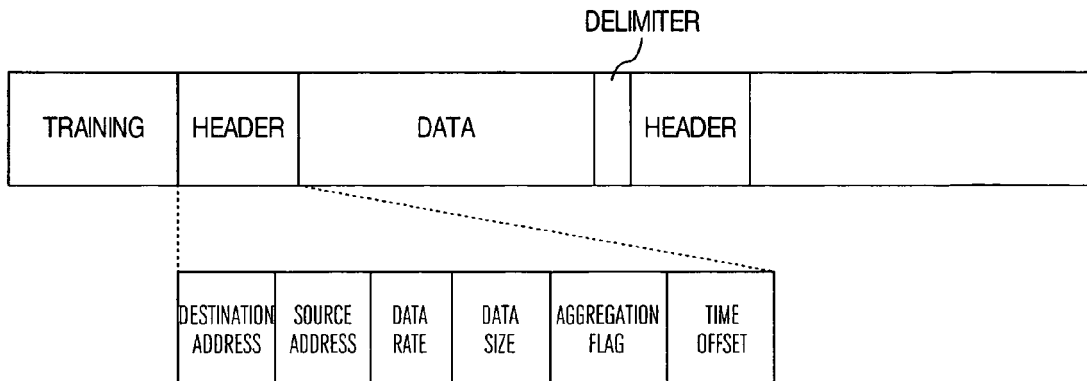 DELIMITER
TRAINING HEADER DATA HEADER
DESTINATION ADDRESS
SOURCE ADDRESS
DATA RATE
DATA SIZE
AGGREGATION FLAG
TIME OFFSET